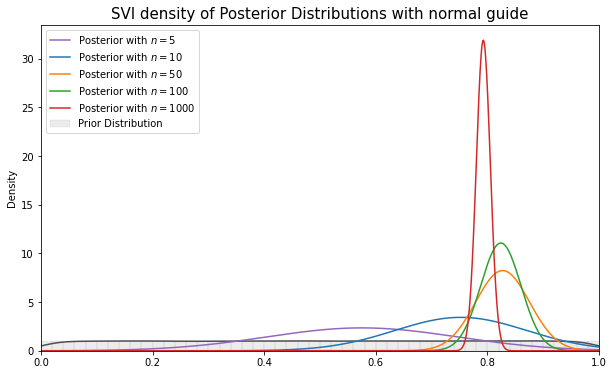 SVI density of Posterior Distributions with normal guide
Posterior with n = 5
Posterior with n = 10
Posterior with n = 50
Posterior with n = 100
Posterior with n = 1000
Prior Distribution
Density
30
25
20
15
10
5
0
0.0 0.2 0.4 0.6 0.8 1.0